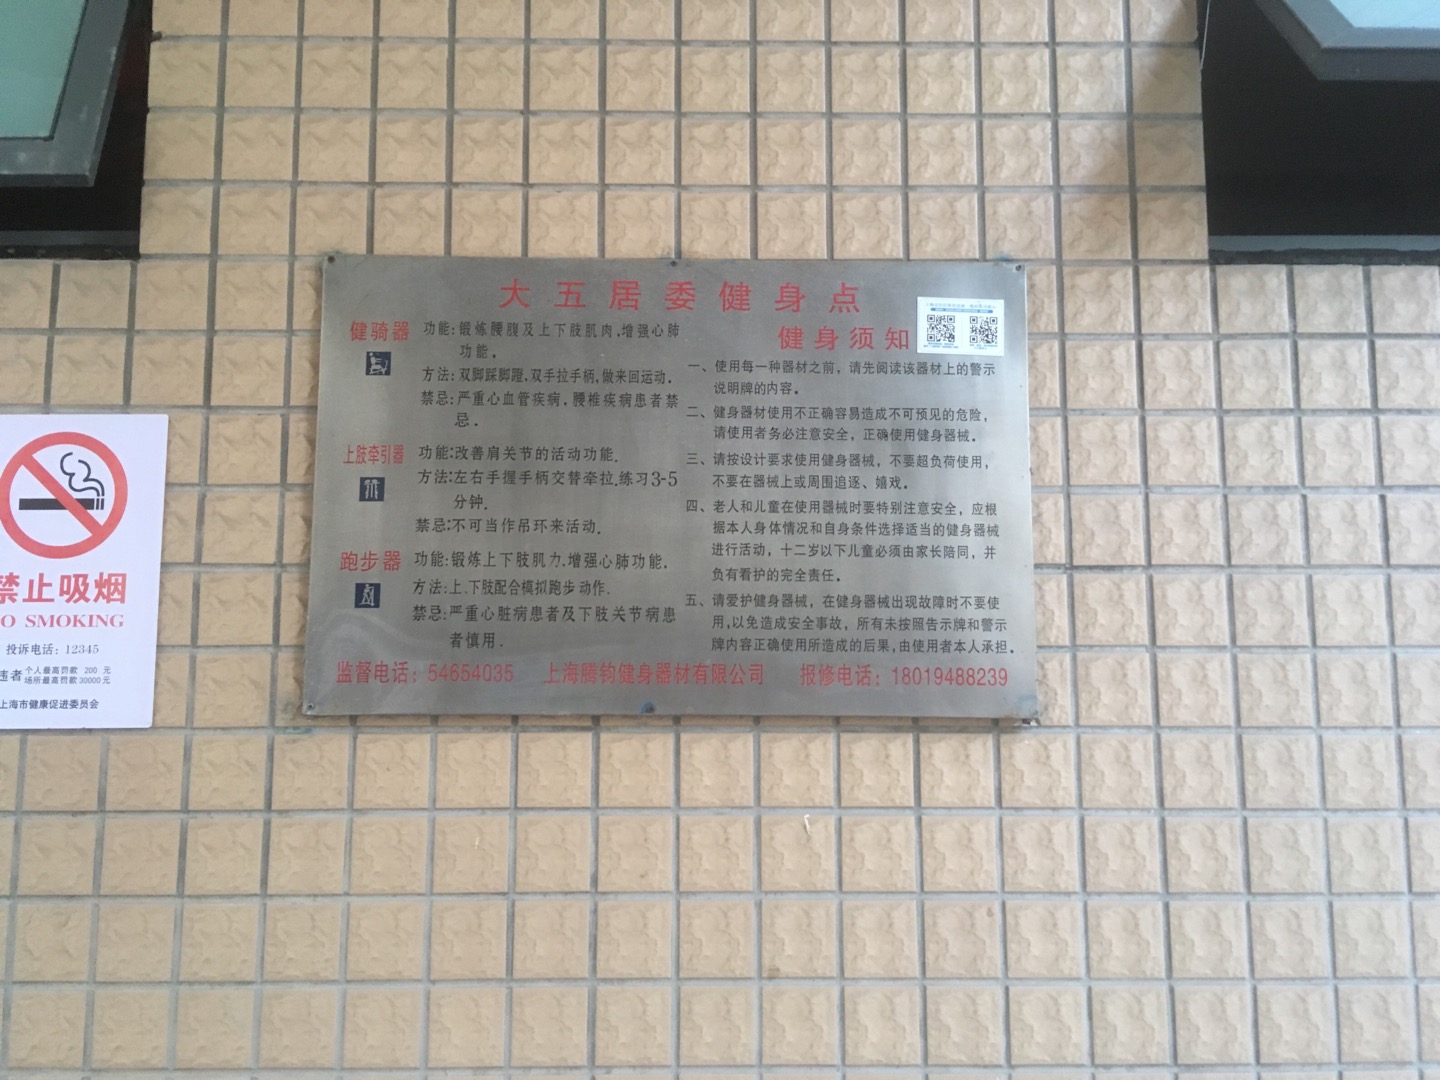 大五居委健身点
健骑器
功能:锻炼腰腹及上下肢肌肉.增强心肺
功能.
方法:双脚踩脚蹬,双手拉手柄,做来回运动.
禁忌:严重心血管疾病.腰椎疾病患者禁
忌.
上肢牵引器
功能:改善肩关节的活动功能.
方法:左右手握手柄交替牵拉.练习3-5
分钟.
禁忌:不可当作吊环来活动.
跑步器
功能:锻炼上下肢肌力.增强心肺功能.
方法:上、下肢配合模拟跑步动作.
禁忌:严重心脏病患者及下肢关节病患
者慎用.
健身须知
一、使用每一种器材之前，请先阅读该器材上的警示
说明牌的内容。
二、健身器材使用不正确容易造成不可预见的危险，
请使用者务必注意安全，正确使用健身器械。
三、请按设计要求使用健身器械，不要超负荷使用，
不要在器械上或周围追逐、嬉戏。
四、老人和儿童在使用器械时要特别注意安全，应根
据本人身体情况和自身条件选择适当的健身器械
进行活动，十二岁以下儿童必须由家长陪同，并
负有看护的完全责任。
五、请爱护健身器械，在健身器械出现故障时不要使
用,以免造成安全事故，所有未按照告示牌和警示
牌内容正确使用所造成的后果,由使用者本人承担.
监督电话：54654035 上海腾钧健身器材有限公司 报修电话：18019488239
禁止吸烟
O SMOKING
投诉电话：12345
违者
个人最高罚款 200 元
场所最高罚款 30000元
上海市健康促进委员会